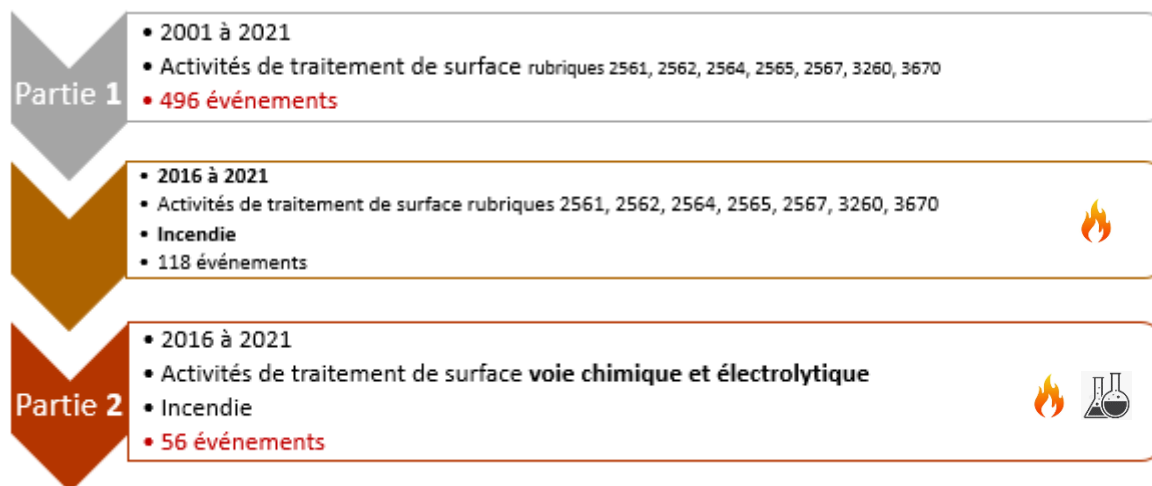 Partie 1
• 2001 à 2021
• Activités de traitement de surface rubriques 2561, 2562, 2564, 2565, 2567, 3260, 3670
• 496 événements
• 2016 à 2021
• Activités de traitement de surface rubriques 2561, 2562, 2564, 2565, 2567, 3260, 3670
• Incendie
• 118 événements
Partie 2
• 2016 à 2021
• Activités de traitement de surface voie chimique et électrolytique
• Incendie
• 56 événements